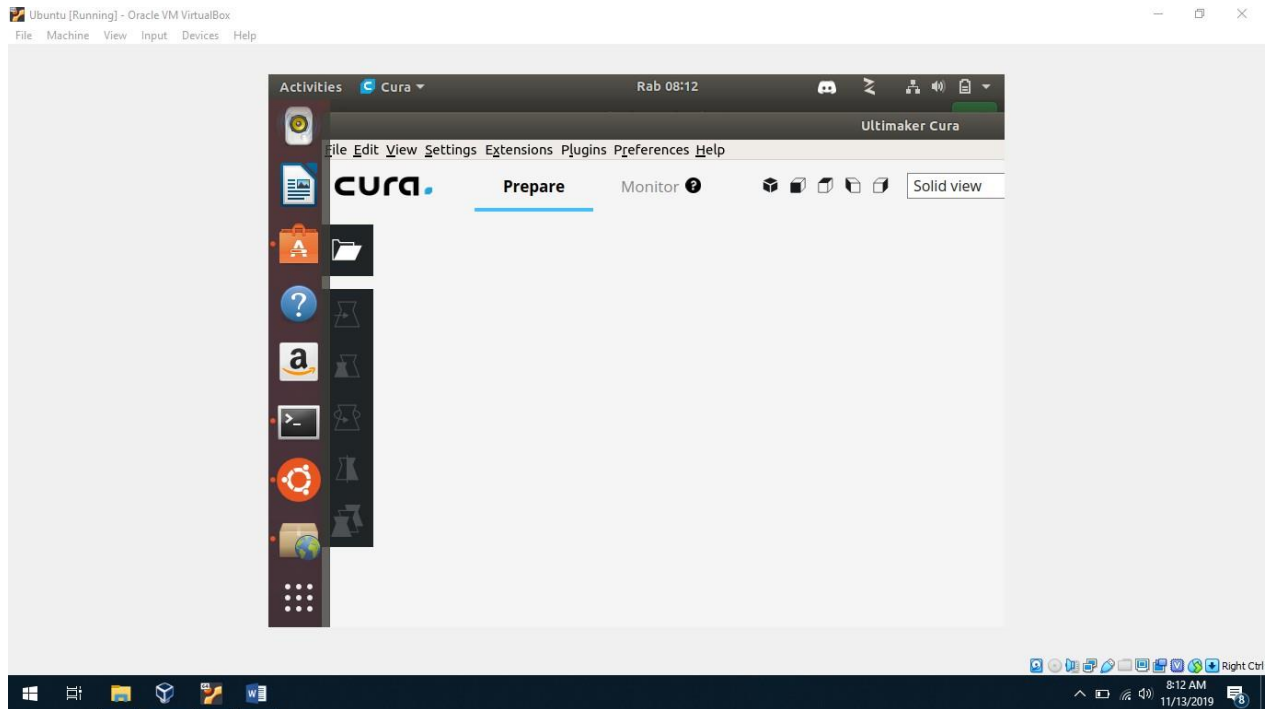 Ubuntu [Running] - Oracle VM VirtualBox
File Machine View Input Devices Help
Activities Cura Rab 08:12
Ultimaker Cura
File Edit View Settings Extensions Plugins Preferences Help
cura. Prepare Monitor Solid view
a
Right Ctrl
8:12 AM
11/13/2019
8